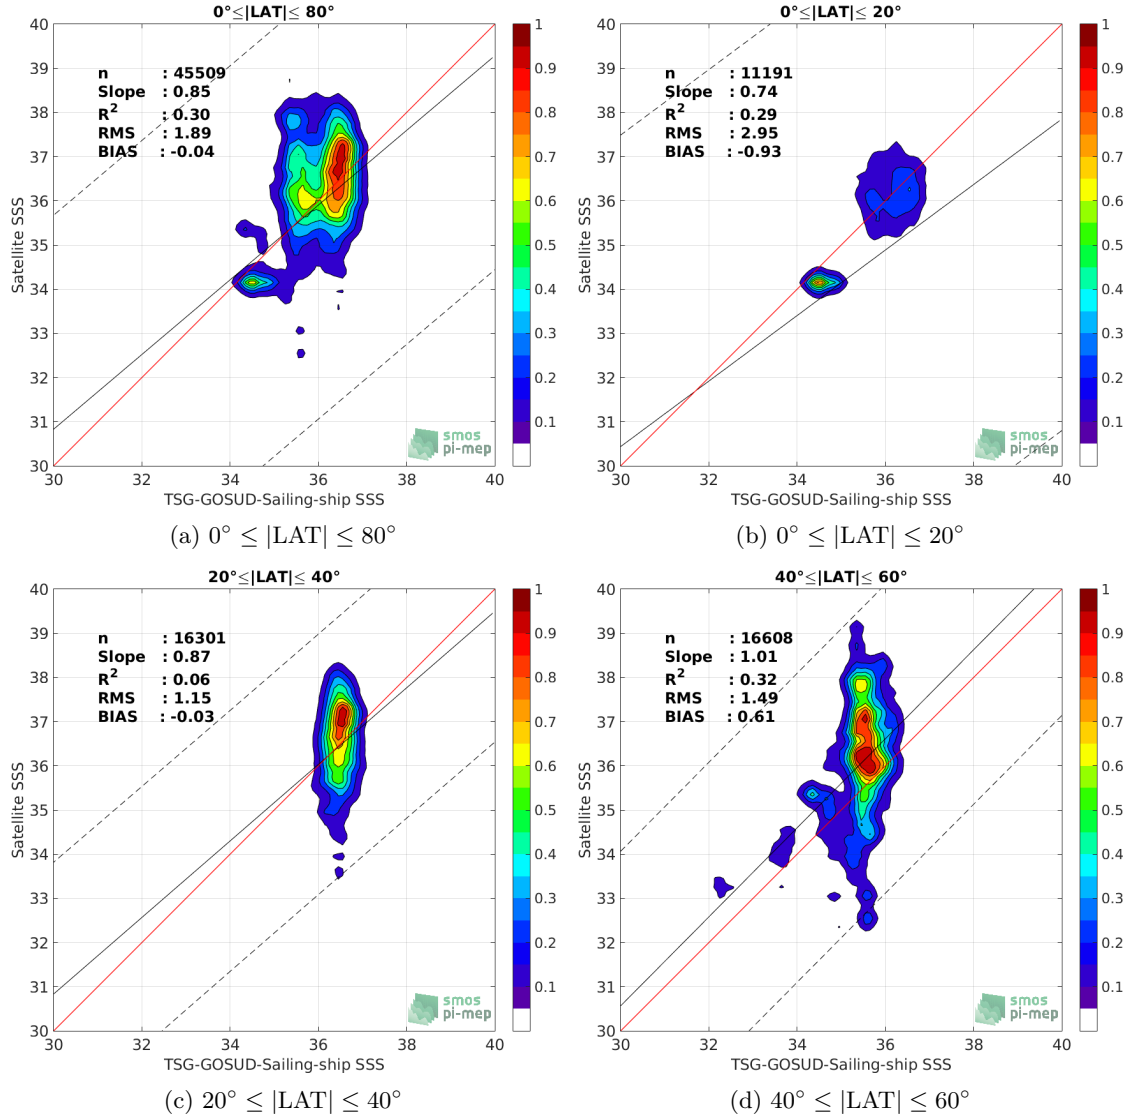 0°≤|LAT|≤ 80°
n : 45509
Slope : 0.85
R² : 0.30
RMS : 1.89
BIAS : -0.04
Satellite SSS
40
39
38
37
36
35
34
33
32
31
30
30 32 34 36 38 40
TSG-GOSUD-Sailing-ship SSS
1
0.9
0.8
0.7
0.6
0.5
0.4
0.3
0.2
0.1
smos
pi-mep
(a) 0° ≤ |LAT| ≤ 80°
0°≤|LAT|≤ 20°
n : 11191
Slope : 0.74
R² : 0.29
RMS : 2.95
BIAS : -0.93
Satellite SSS
40
39
38
37
36
35
34
33
32
31
30
30 32 34 36 38 40
TSG-GOSUD-Sailing-ship SSS
1
0.9
0.8
0.7
0.6
0.5
0.4
0.3
0.2
0.1
smos
pi-mep
(b) 0° ≤ |LAT| ≤ 20°
20°≤|LAT|≤ 40°
n : 16301
Slope : 0.87
R² : 0.06
RMS : 1.15
BIAS : -0.03
Satellite SSS
40
39
38
37
36
35
34
33
32
31
30
30 32 34 36 38 40
TSG-GOSUD-Sailing-ship SSS
1
0.9
0.8
0.7
0.6
0.5
0.4
0.3
0.2
0.1
smos
pi-mep
(c) 20° ≤ |LAT| ≤ 40°
40°≤|LAT|≤ 60°
n : 16608
Slope : 1.01
R² : 0.32
RMS : 1.49
BIAS : 0.61
Satellite SSS
40
39
38
37
36
35
34
33
32
31
30
30 32 34 36 38 40
TSG-GOSUD-Sailing-ship SSS
1
0.9
0.8
0.7
0.6
0.5
0.4
0.3
0.2
0.1
smos
pi-mep
(d) 40° ≤ |LAT| ≤ 60°